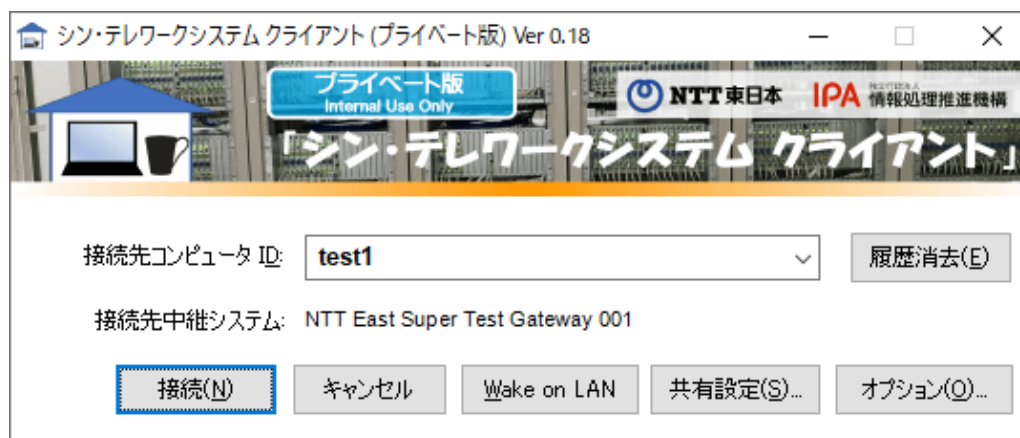 シン・テレワークシステム クライアント (プライベート版) Ver 0.18
プライベート版
Internal Use Only
NTT東日本
IPA 独立行政法人 情報処理推進機構
「シン・テレワークシステム クライアント」
接続先コンピュータ ID: test1 履歴消去(E)
接続先中継システム: NTT East Super Test Gateway 001
接続(N) キャンセル Wake on LAN 共有設定(S)... オプション(O)...